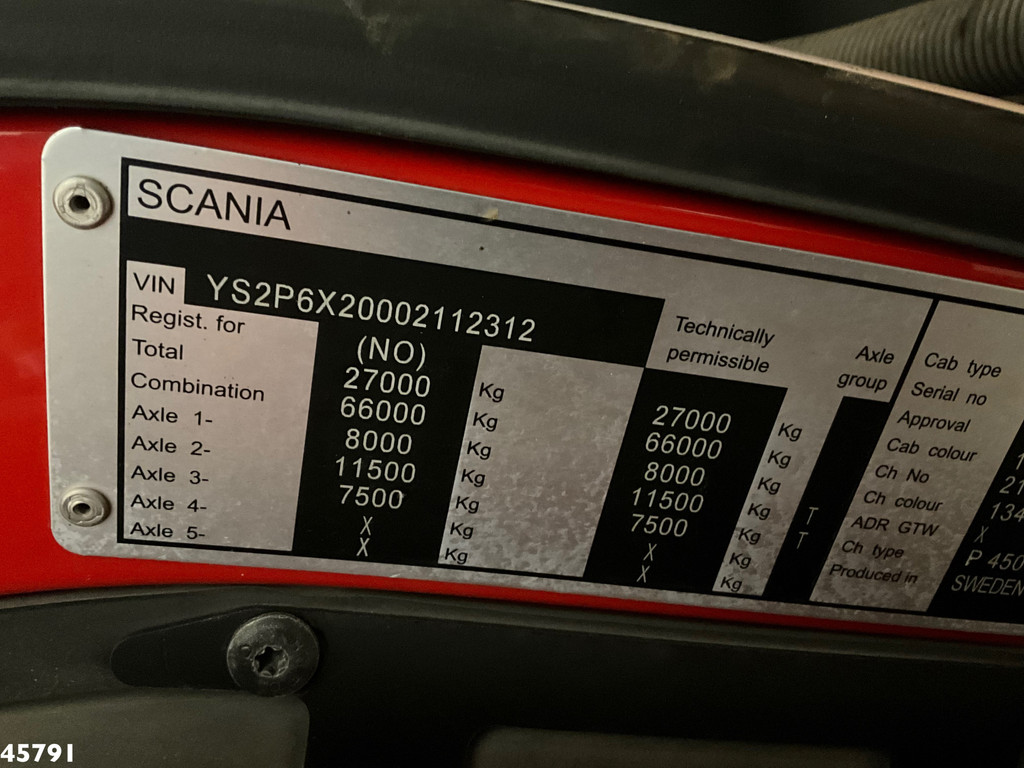 SCANIA
VIN YS2P6X20002112312
Regist. for (NO) Technically permissible Axle group
Total 27000 Kg 27000 Kg
Combination 66000 Kg 66000 Kg
Axle 1- 8000 Kg 8000 Kg
Axle 2- 11500 Kg 11500 Kg T
Axle 3- 7500 Kg 7500 Kg T
Axle 4- X Kg X Kg
Axle 5- X Kg X Kg
Cab type
Serial no
Approval
Cab colour
Ch No
Ch colour
ADR GTW X
Ch type P 450
Produced in SWEDEN
45791